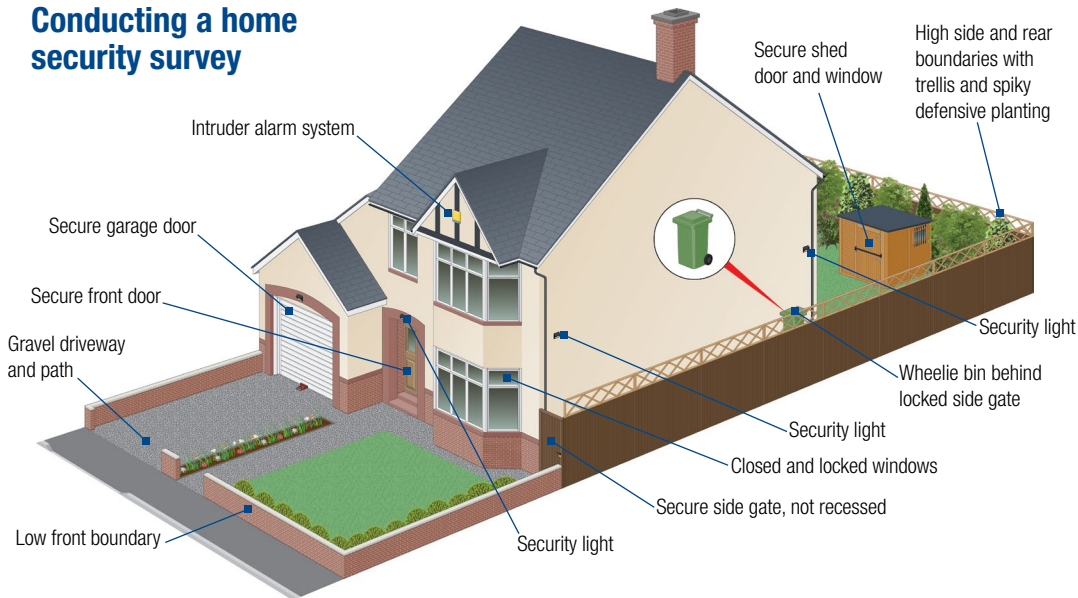 Conducting a home
security survey
Intruder alarm system
Secure garage door
Secure front door
Gravel driveway
and path
Low front boundary
Secure shed
door and window
High side and rear
boundaries with
trellis and spiky
defensive planting
Security light
Wheelie bin behind
locked side gate
Security light
Closed and locked windows
Secure side gate, not recessed
Security light